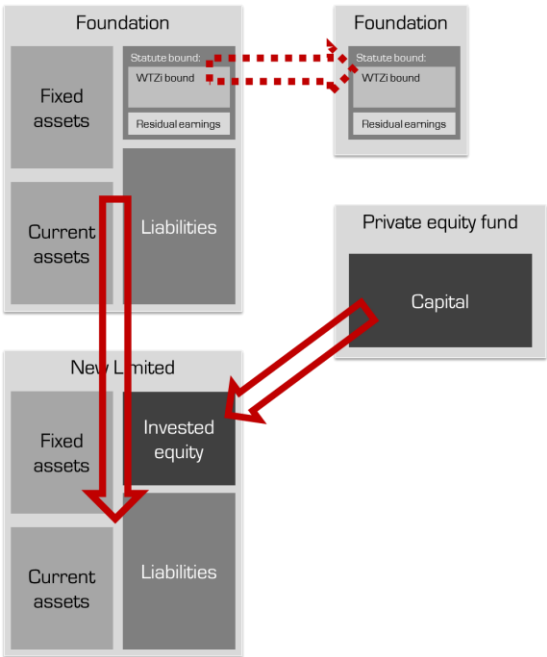 Foundation
Fixed
assets
Statute bound:
WTZi bound
Residual earnings
Current
assets
Liabilities
Foundation
Statute bound:
WTZi bound
Residual earnings
Private equity fund
Capital
New Limited
Fixed
assets
Invested
equity
Current
assets
Liabilities